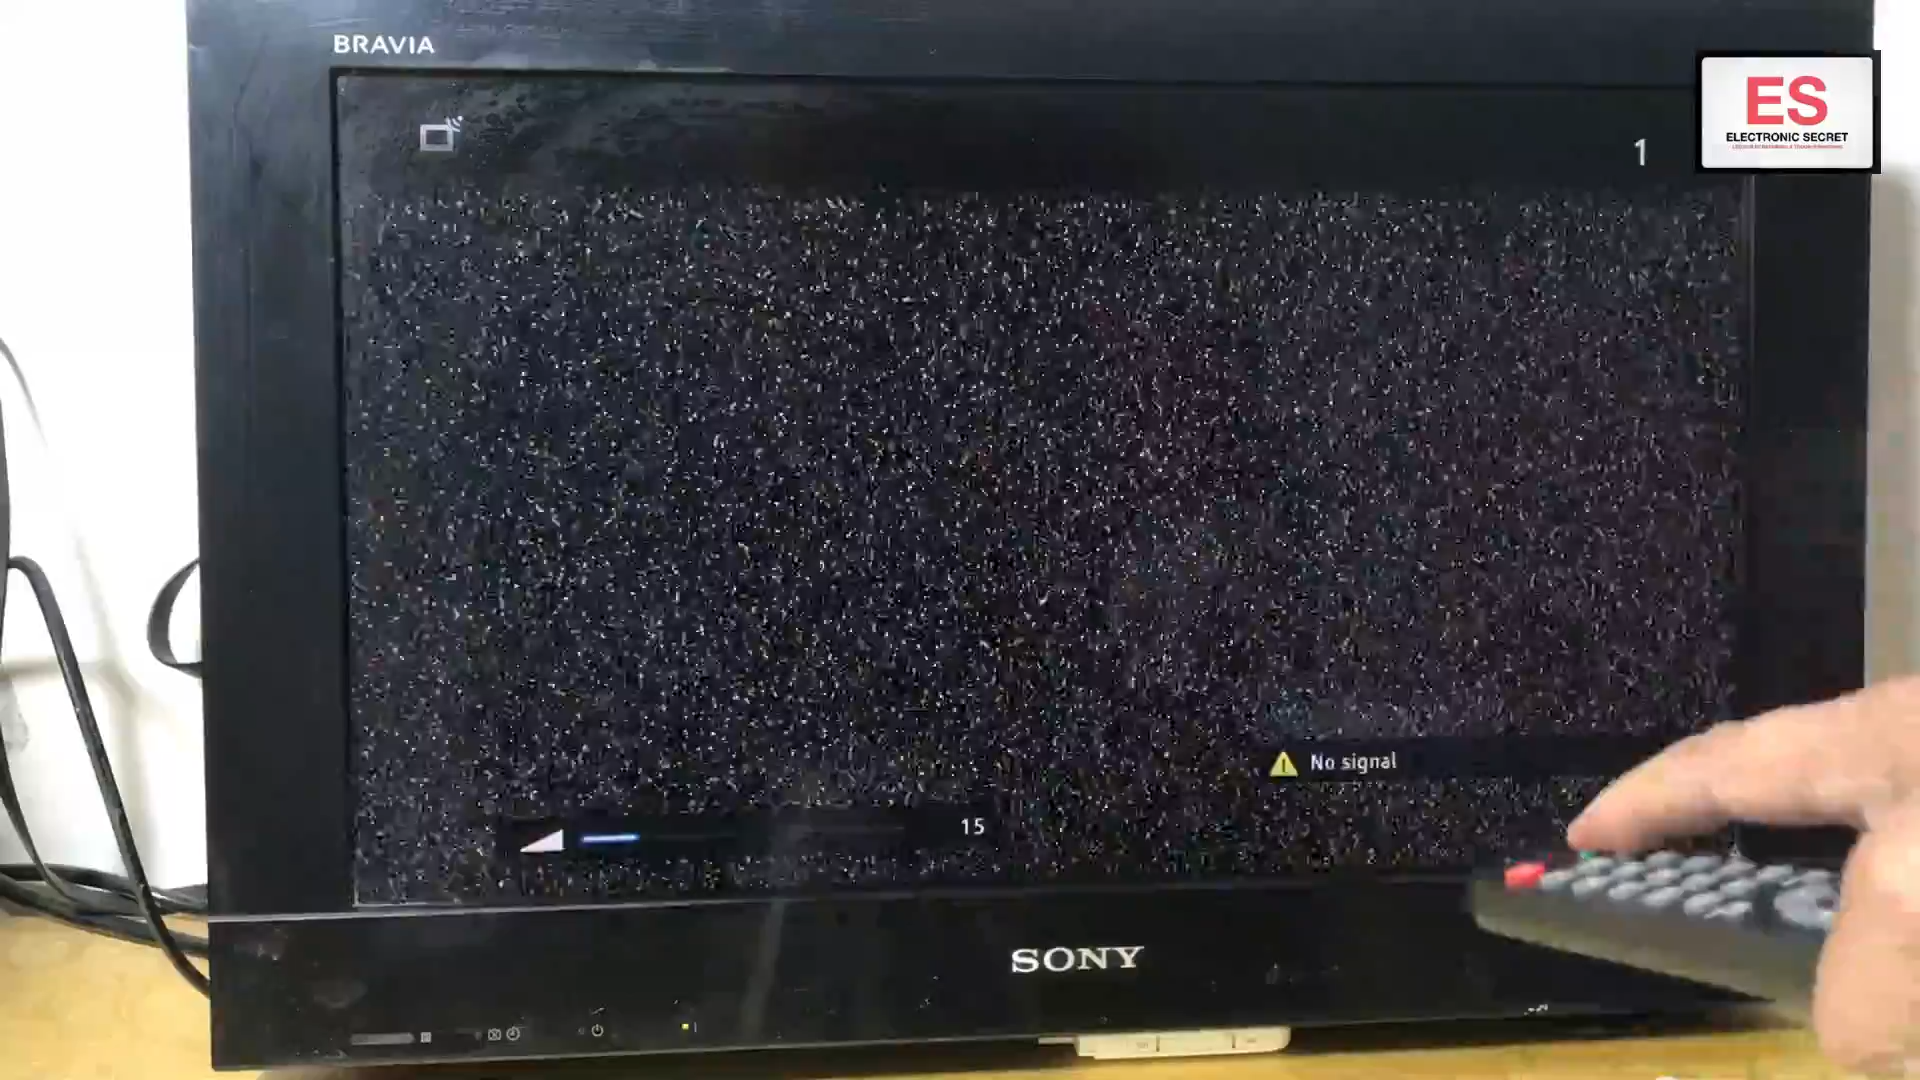 BRAVIA
ES
ELECTRONIC SECRET
1
No signal
15
SONY